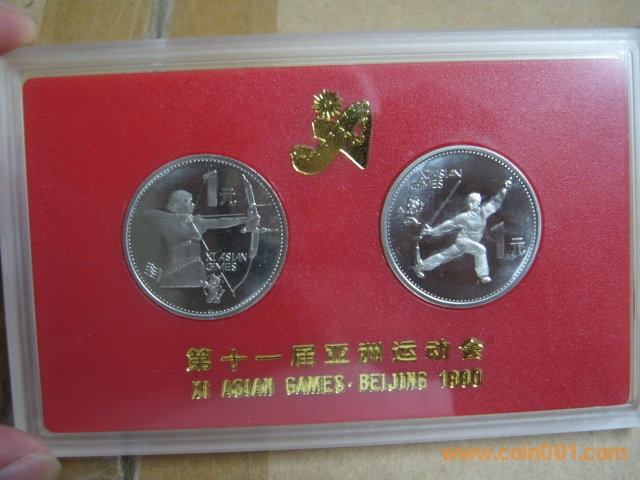 1元
XI ASIAN
GAMES
XI ASIAN
GAMES
1元
第十一届亚洲运动会
XI ASIAN GAMES·BEIJING 1990
www.coin001.com